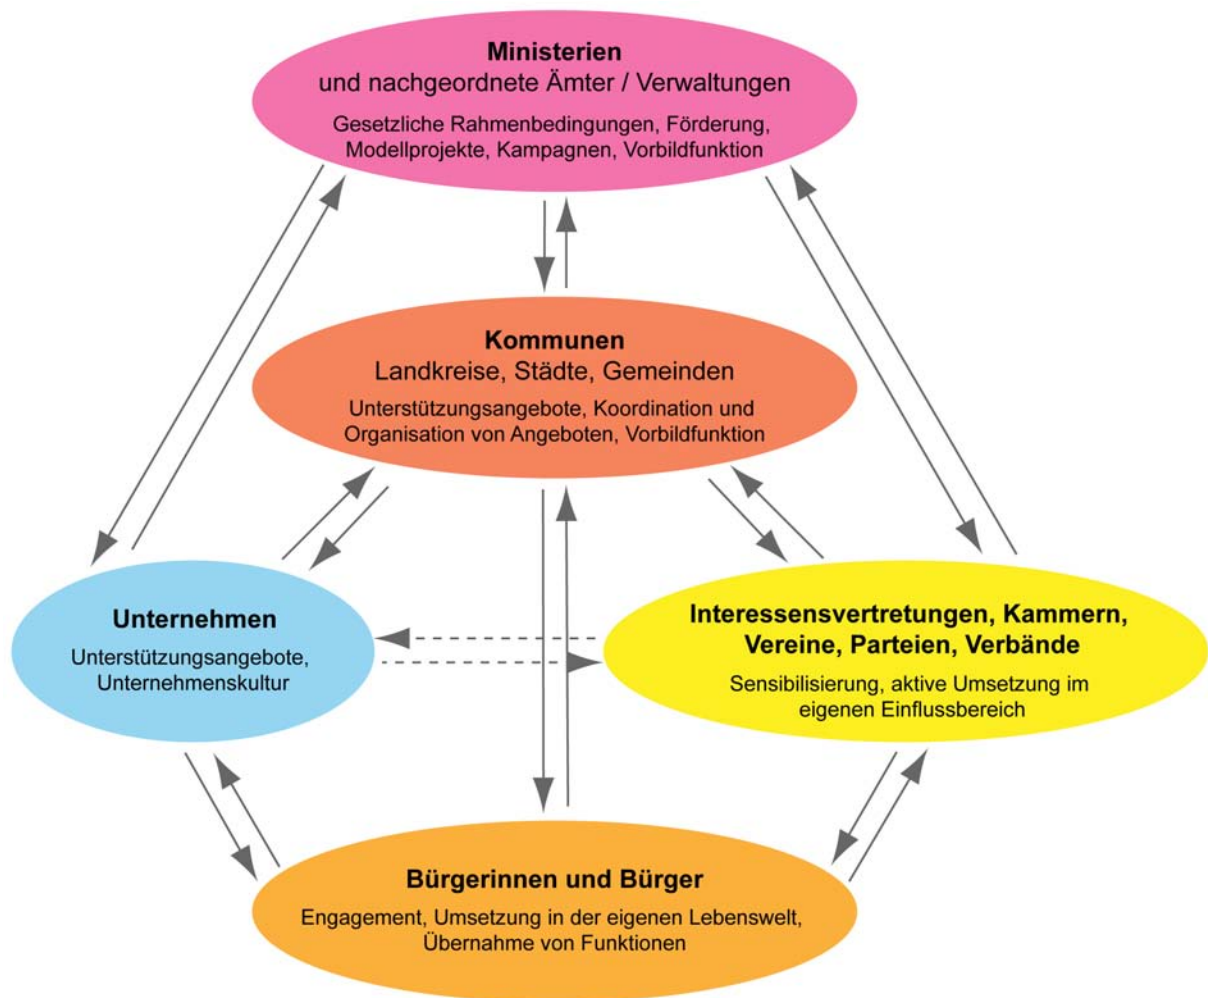 Ministerien
und nachgeordnete Ämter / Verwaltungen
Gesetzliche Rahmenbedingungen, Förderung,
Modellprojekte, Kampagnen, Vorbildfunktion
Kommunen
Landkreise, Städte, Gemeinden
Unterstützungsangebote, Koordination und
Organisation von Angeboten, Vorbildfunktion
Unternehmen
Unterstützungsangebote,
Unternehmenskultur
Interessensvertretungen, Kammern,
Vereine, Parteien, Verbände
Sensibilisierung, aktive Umsetzung im
eigenen Einflussbereich
Bürgerinnen und Bürger
Engagement, Umsetzung in der eigenen Lebenswelt,
Übernahme von Funktionen